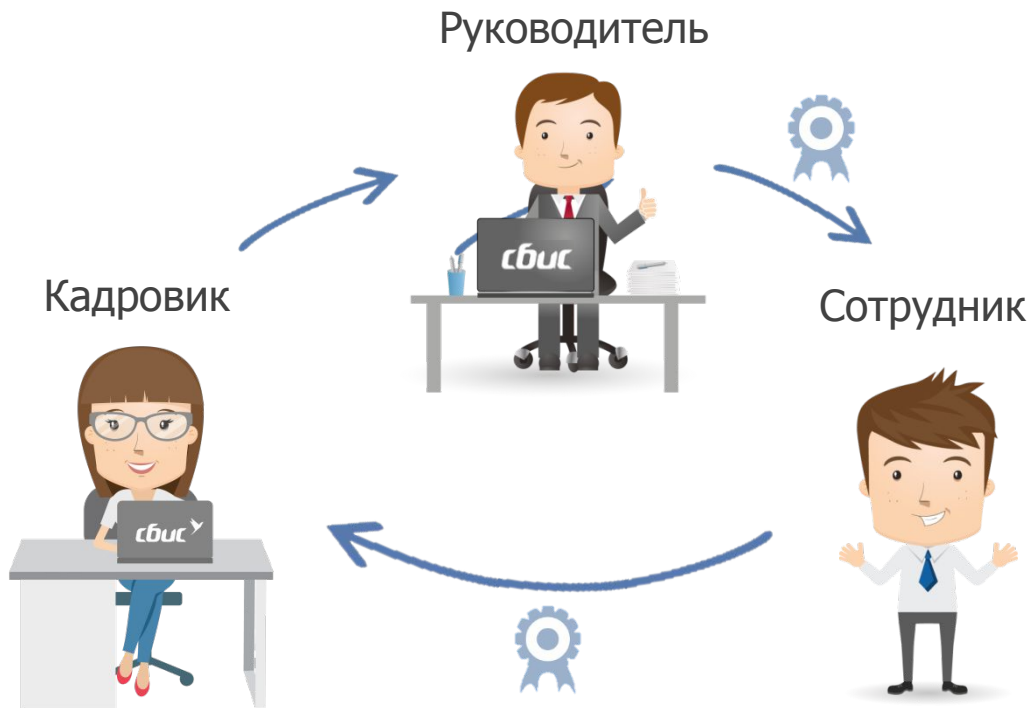 Руководитель
сбис
Кадровик
Сотрудник
сбис